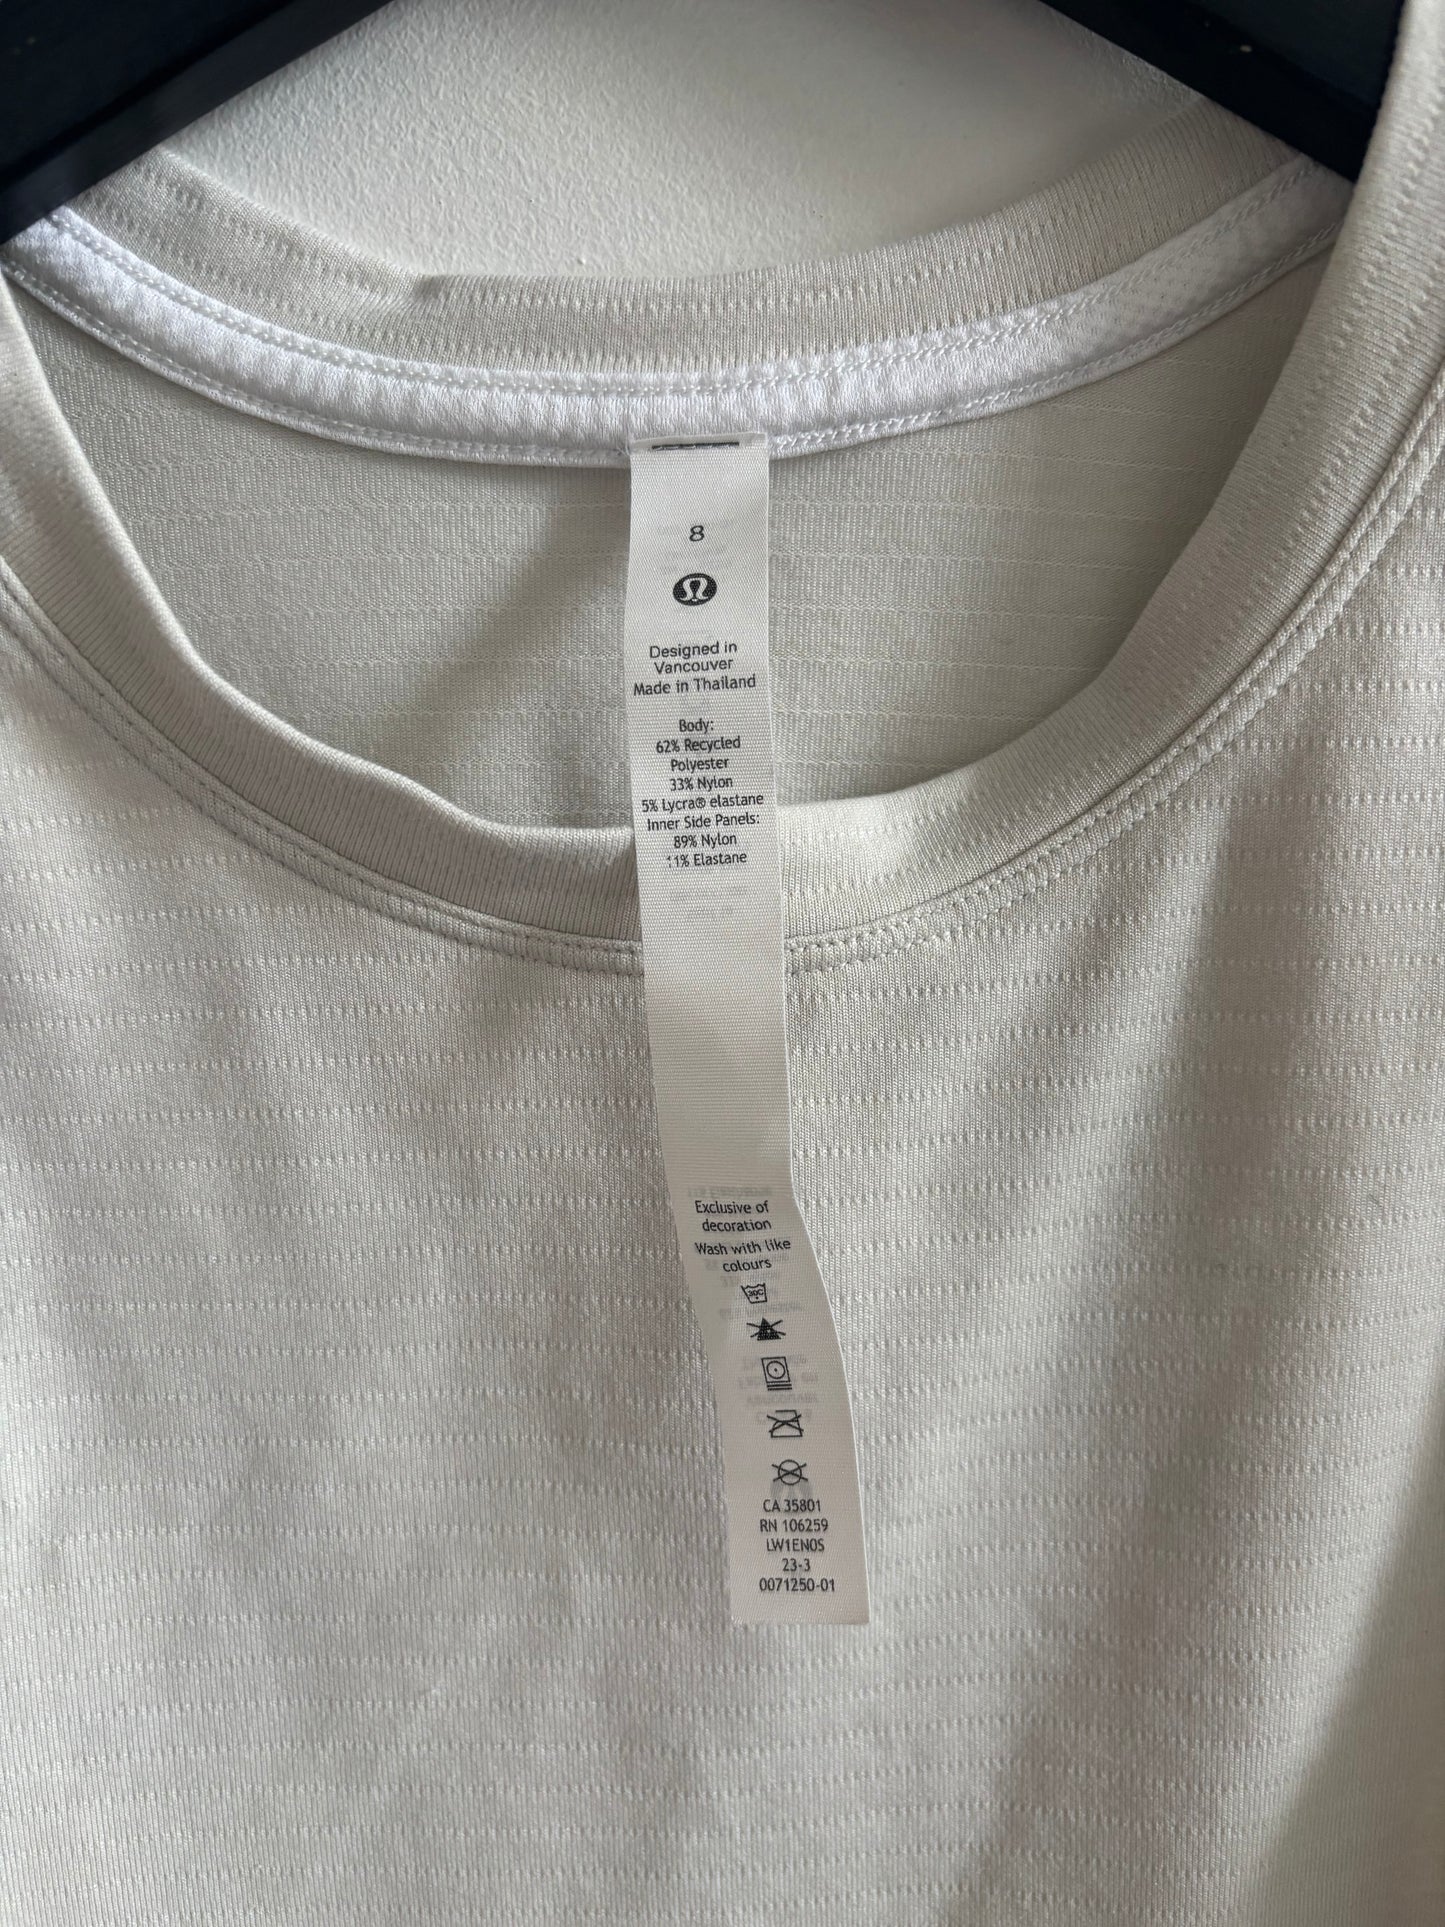 8
Designed in
Vancouver
Made in Thailand
Body:
62% Recycled
Polyester
33% Nylon
5% Lycra® elastane
Inner Side Panels:
89% Nylon
11% Elastane
Exclusive of
decoration
Wash with like
colours
30C
CA 35801
RN 106259
LW1EN0S
23-3
0071250-01